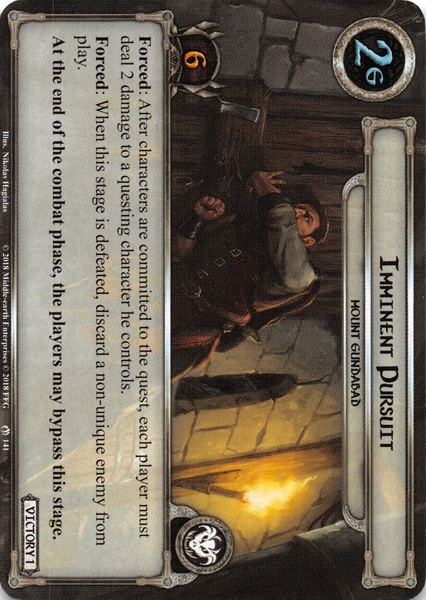 2G
IMMINENT PURSUIT
MOUNT GUNDABAD
6
Forced: After characters are committed to the quest, each player must
deal 2 damage to a questing character he controls.
Forced: When this stage is defeated, discard a non-unique enemy from
play.
At the end of the combat phase, the players may bypass this stage.
VICTORY 1
Illus. Nikolas Hagialas
© 2018 Middle-earth Enterprises © 2018 FFG
141